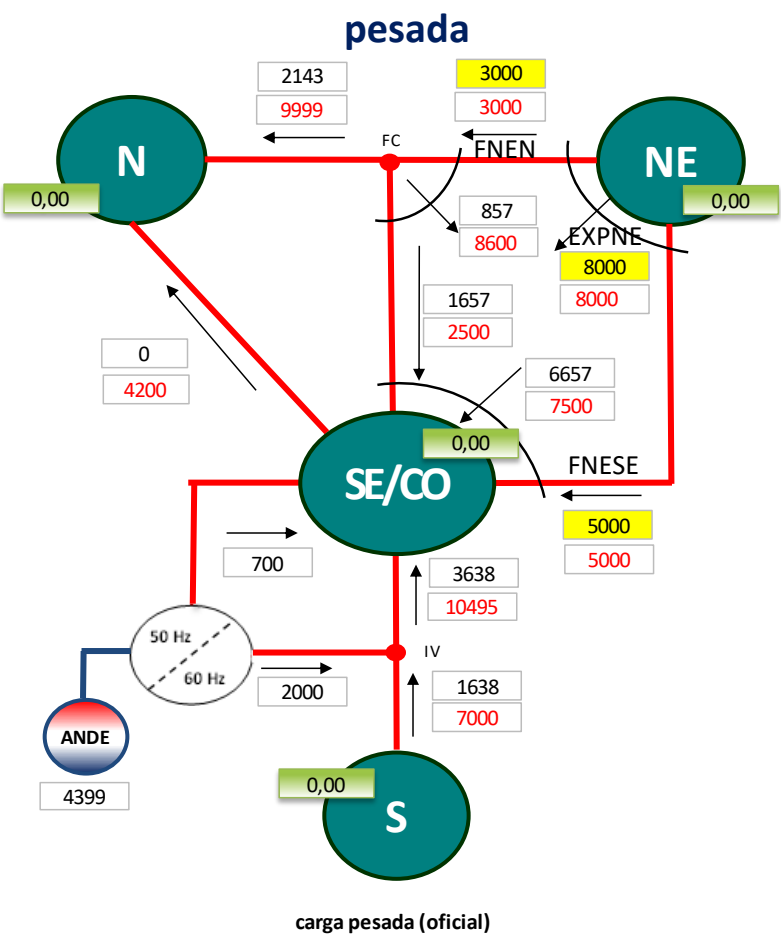 pesada
2143
9999
3000
3000
FC
FNEN
N
NE
0,00
0,00
857
8600
EXPNE
8000
8000
1657
2500
0
4200
6657
7500
0,00
SE/CO
FNESE
5000
5000
700
3638
10495
50 Hz
60 Hz
IV
2000
1638
7000
ANDE
4399
0,00
S
carga pesada (oficial)